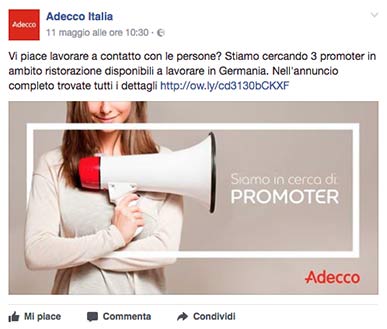 Adecco
Adecco Italia
11 maggio alle ore 10:30 ·
Vi piace lavorare a contatto con le persone? Stiamo cercando 3 promoter in
ambito ristorazione disponibili a lavorare in Germania. Nell'annuncio
completo trovate tutti i dettagli http://ow.ly/cd3130bCKXF
Siamo in cerca di:
PROMOTER
Adecco
Mi piace Commenta Condividi